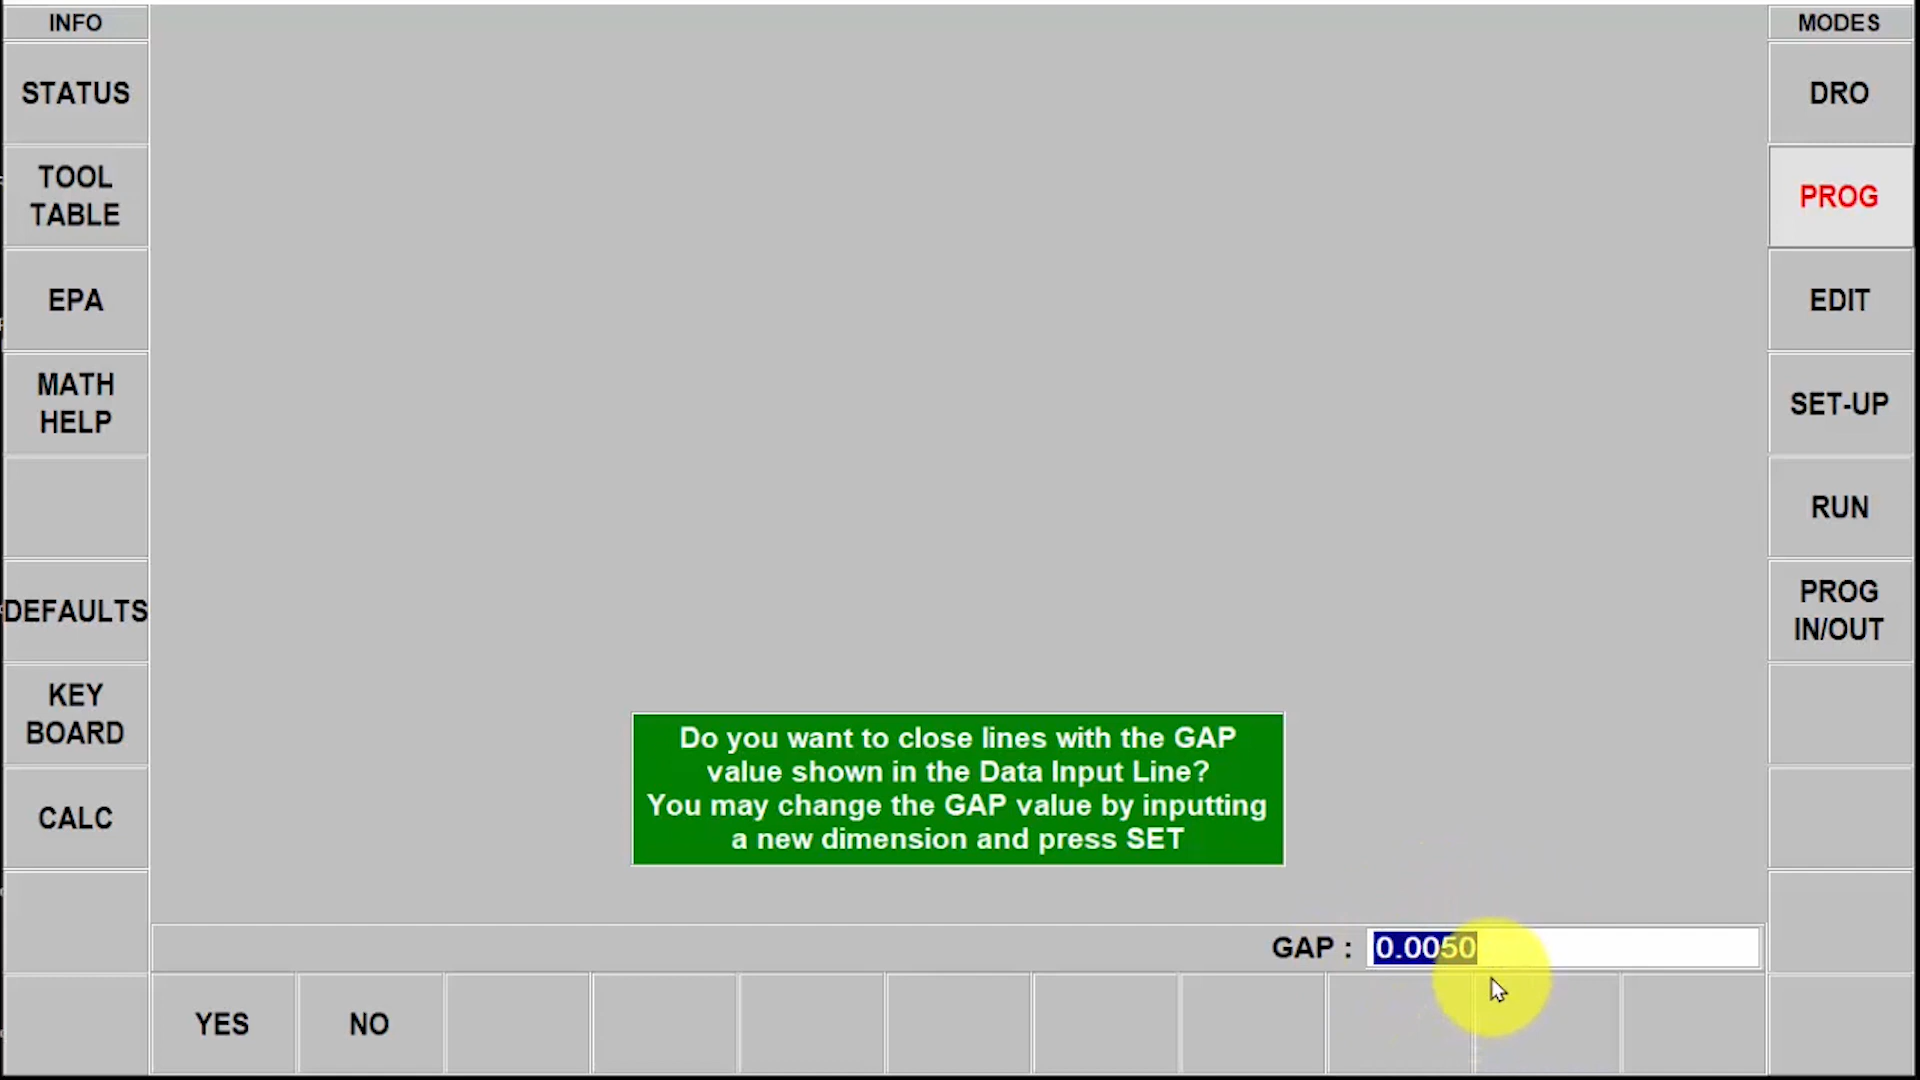 INFO
STATUS
TOOL
TABLE
EPA
MATH
HELP
DEFAULTS
KEY
BOARD
CALC
Do you want to close lines with the GAP
value shown in the Data Input Line?
You may change the GAP value by inputting
a new dimension and press SET
GAP : 0.0050
YES NO
MODES
DRO
PROG
EDIT
SET-UP
RUN
PROG
IN/OUT